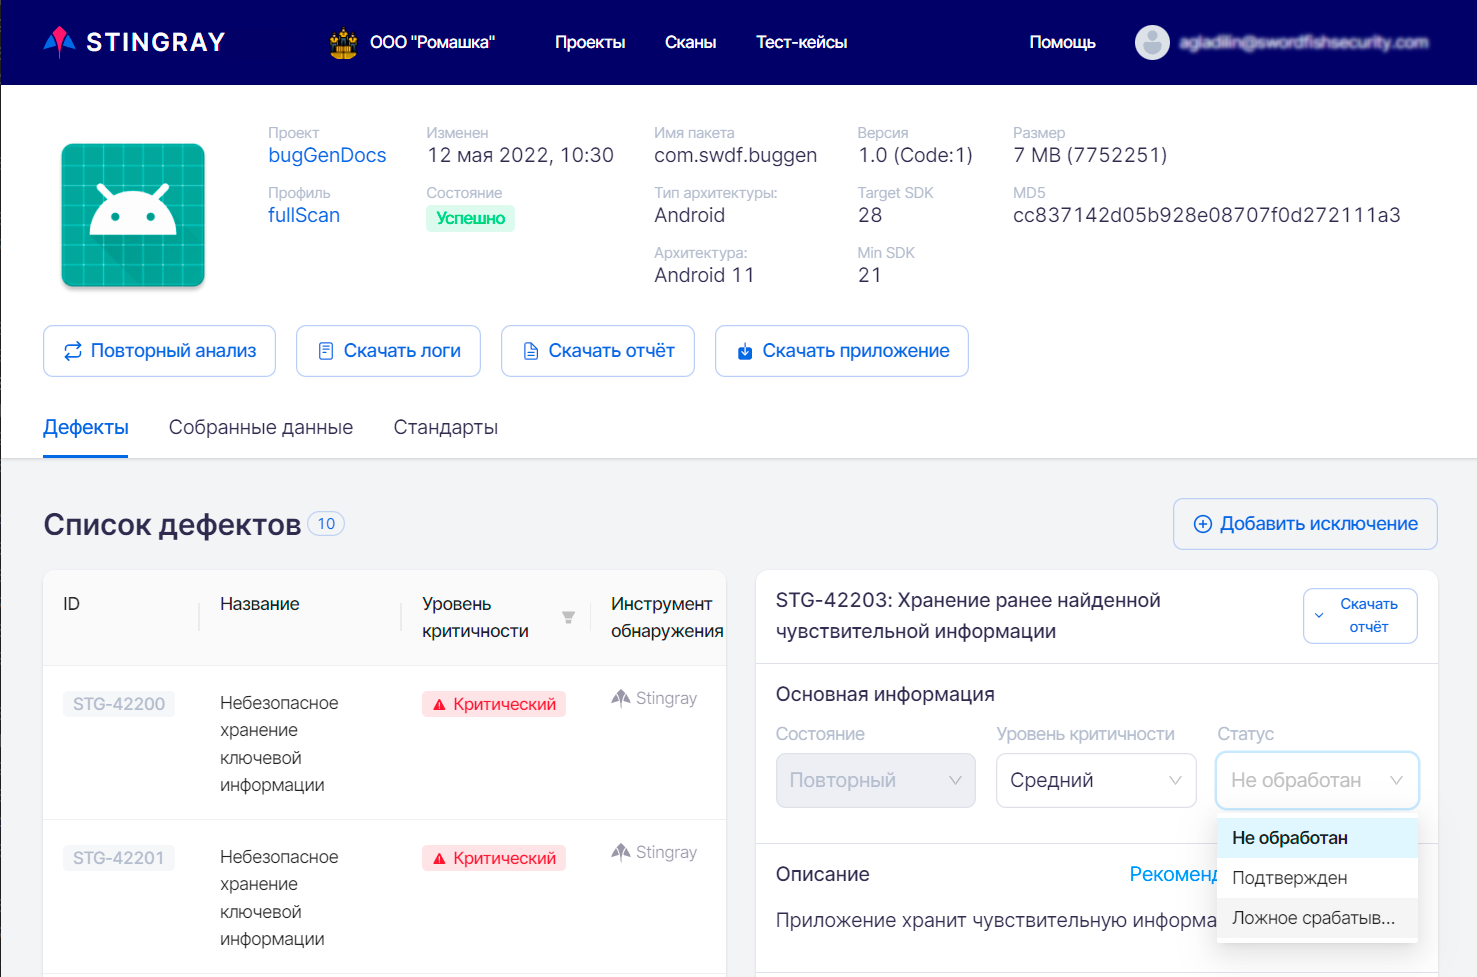 STINGRAY
ООО "Ромашка" Проекты Сканы Тест-кейсы Помощь
Проект
bugGenDocs
Профиль
fullScan
Изменен
12 мая 2022, 10:30
Состояние
Успешно
Имя пакета
com.swdf.buggen
Тип архитектуры:
Android
Архитектура:
Android 11
Версия
1.0 (Code:1)
Target SDK
28
Min SDK
21
Размер
7 MB (7752251)
MD5
cc837142d05b928e08707f0d272111a3
Повторный анализ Скачать логи Скачать отчёт Скачать приложение
Дефекты Собранные данные Стандарты
Список дефектов 10
Добавить исключение
ID Название Уровень критичности Инструмент обнаружения
STG-42200
Небезопасное
хранение
ключевой
информации
Критический
Stingray
STG-42201
Небезопасное
хранение
ключевой
информации
Критический
Stingray
STG-42203: Хранение ранее найденной
чувствительной информации
Скачать
отчёт
Основная информация
Состояние
Повторный
Уровень критичности
Средний
Статус
Не обработан
Не обработан
Подтвержден
Ложное срабатыв...
Описание
Рекоменд
Приложение хранит чувствительную информа